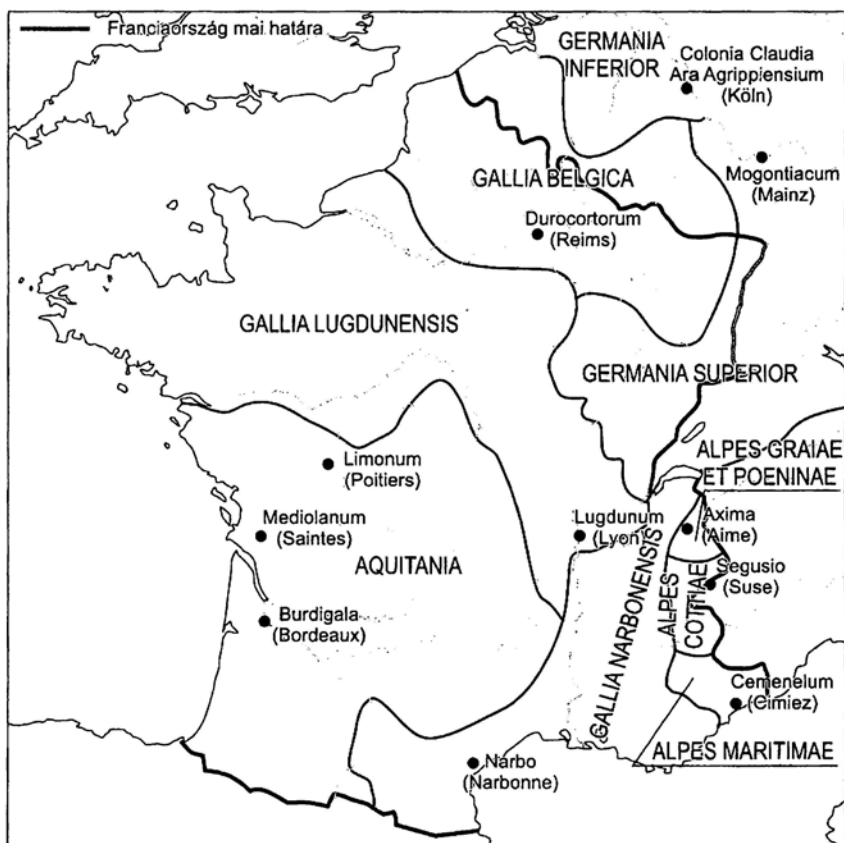 Franciaország mai határa
GERMANIA
INFERIOR
Colonia Claudia
Ara Agrippiensium
(Köln)
Mogontiacum
(Mainz)
GALLIA BELGICA
Durocortorum
(Reims)
GALLIA LUGDUNENSIS
GERMANIA SUPERIOR
ALPES GRAIAE
ET POENINAE
Limonum
(Poitiers)
Mediolanum
(Saintes)
Lugdunum
(Lyon)
Axima
(Aime)
AQUITANIA
Segusio
(Suse)
Burdigala
(Bordeaux)
GALLIA NARBONENSIS
ALPES
COTTIAE
Cemenelum
(Cimiez)
ALPES MARITIMAE
Narbo
(Narbonne)